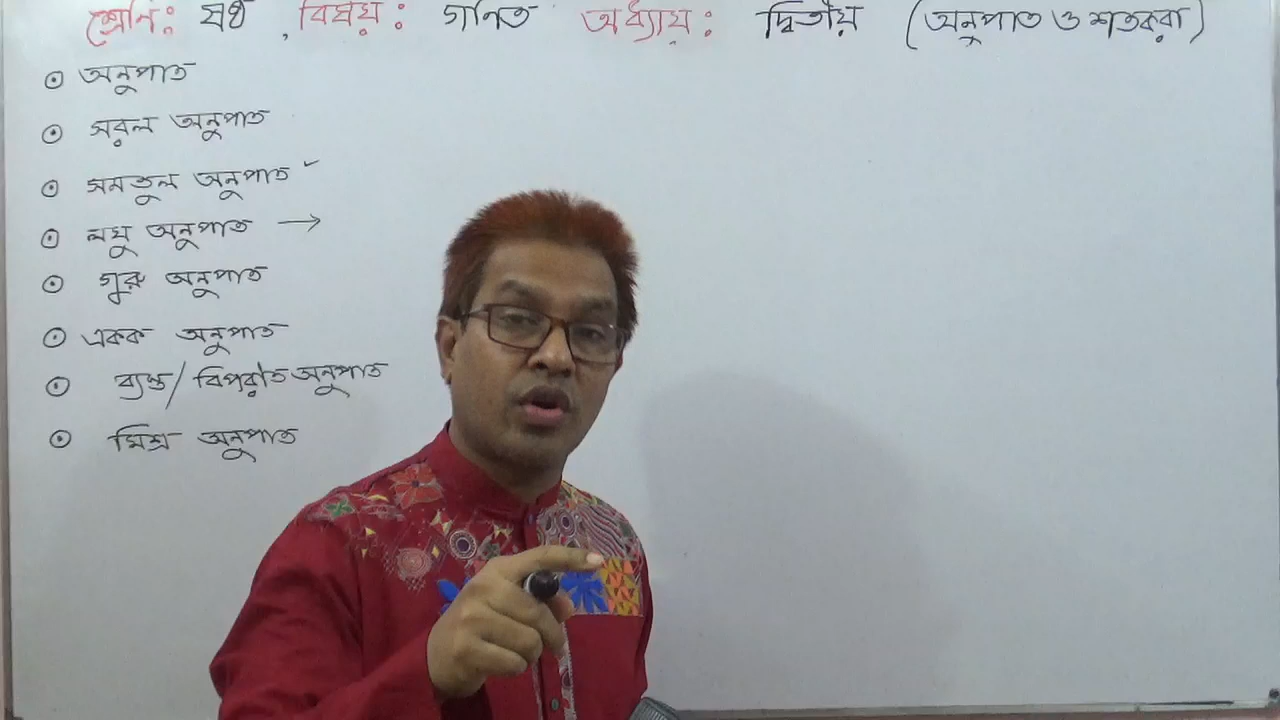 শ্রেণি: ষষ্ঠ, বিষয়: গণিত অধ্যায়: দ্বিতীয় (অনুপাত ও শতকরা)
⊙ অনুপাত
⊙ সরল অনুপাত
⊙ সমতুল অনুপাত ✓
⊙ লঘু অনুপাত →
⊙ গুরু অনুপাত
⊙ একক অনুপাত
⊙ ব্যস্ত/বিপরীত অনুপাত
⊙ মিশ্র অনুপাত